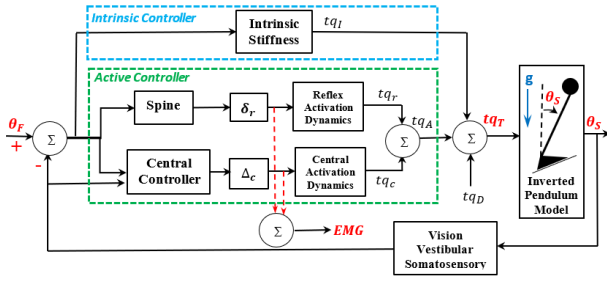 Intrinsic Controller
Intrinsic
Stiffness
tq_I
Active Controller
Spine
δ_r
Reflex
Activation
Dynamics
tq_r
tq_A
θ_F
+
-
Σ
Central
Controller
Δ_c
Central
Activation
Dynamics
tq_c
Σ
Σ
tq_T
tq_D
g
θ_S
θ_S
Inverted
Pendulum
Model
Σ
EMG
Vision
Vestibular
Somatosensory